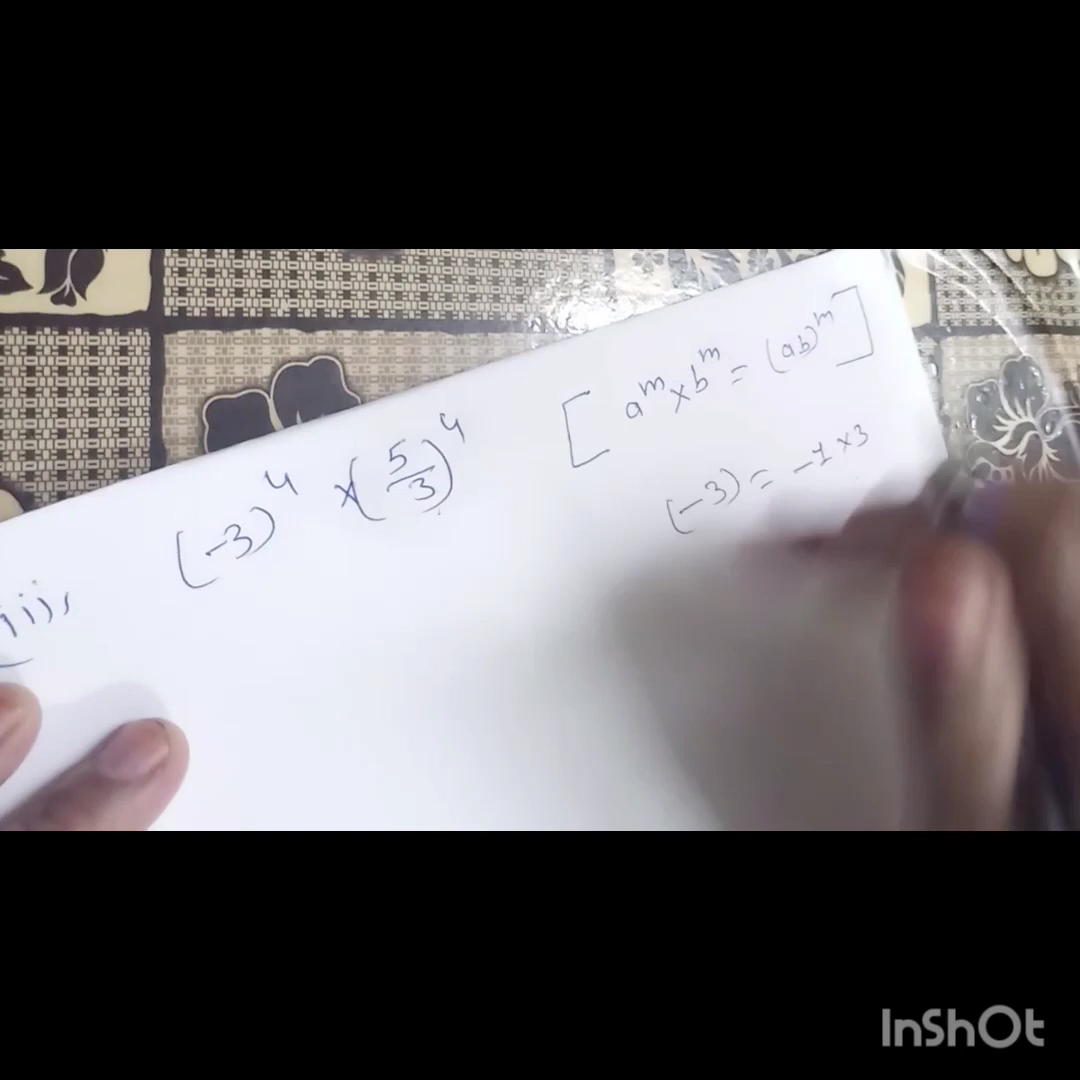 [a^m × b^m = (ab)^m]
iii), (-3)^4 × (5/3)^4
(-3) = -1 × 3
InShOt